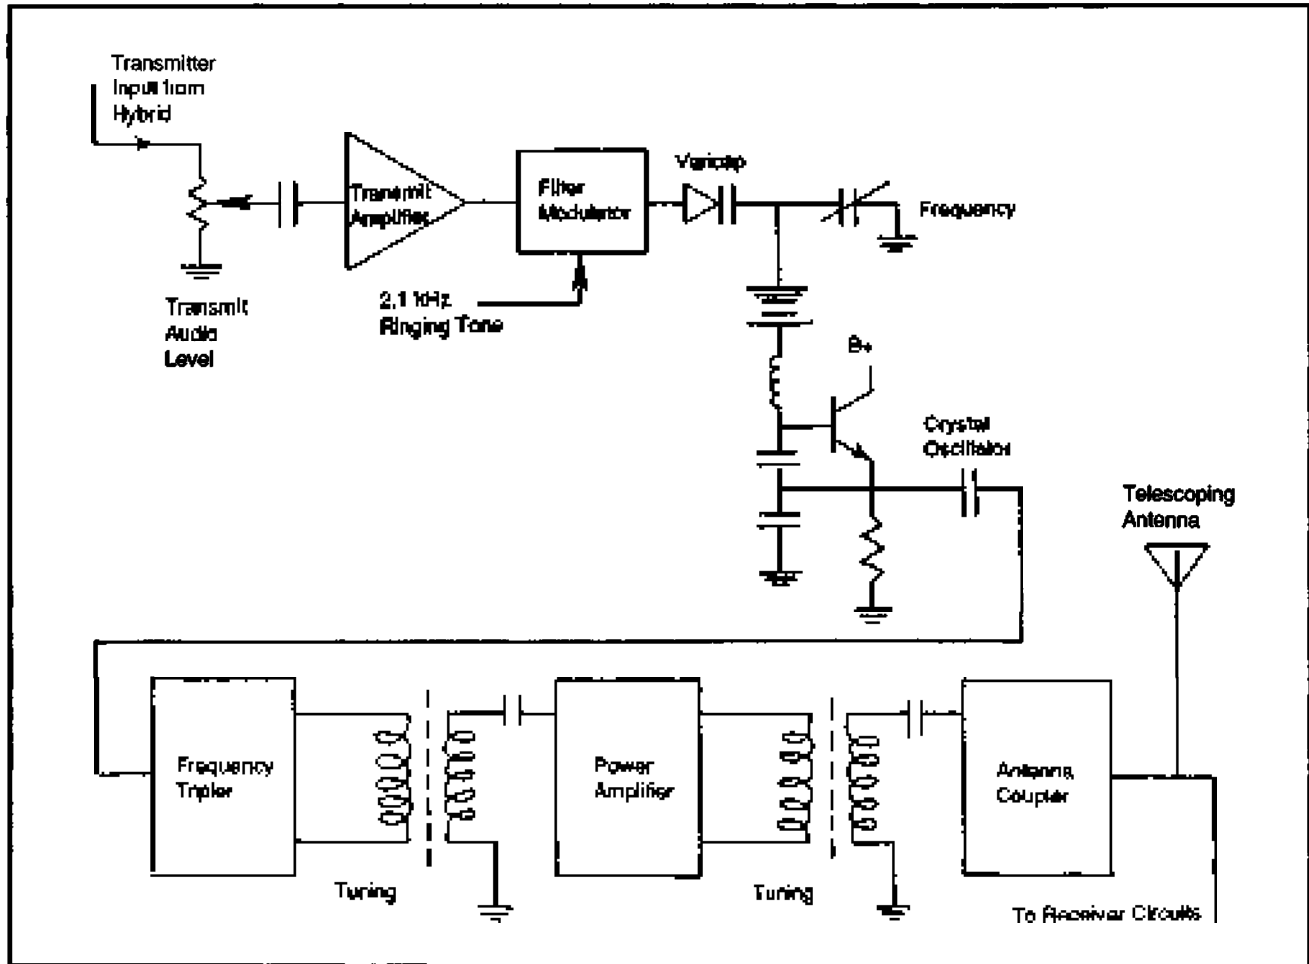 Transmitter
Input from
Hybrid
Transmit
Audio
Level
Transmit
Amplifier
Filter
Modulator
2.1 KHz
Ringing Tone
Varicap
Frequency
B+
Crystal
Oscillator
Telescoping
Antenna
Frequency
Tripler
Tuning
Power
Amplifier
Tuning
Antenna
Coupler
To Receiver Circuits